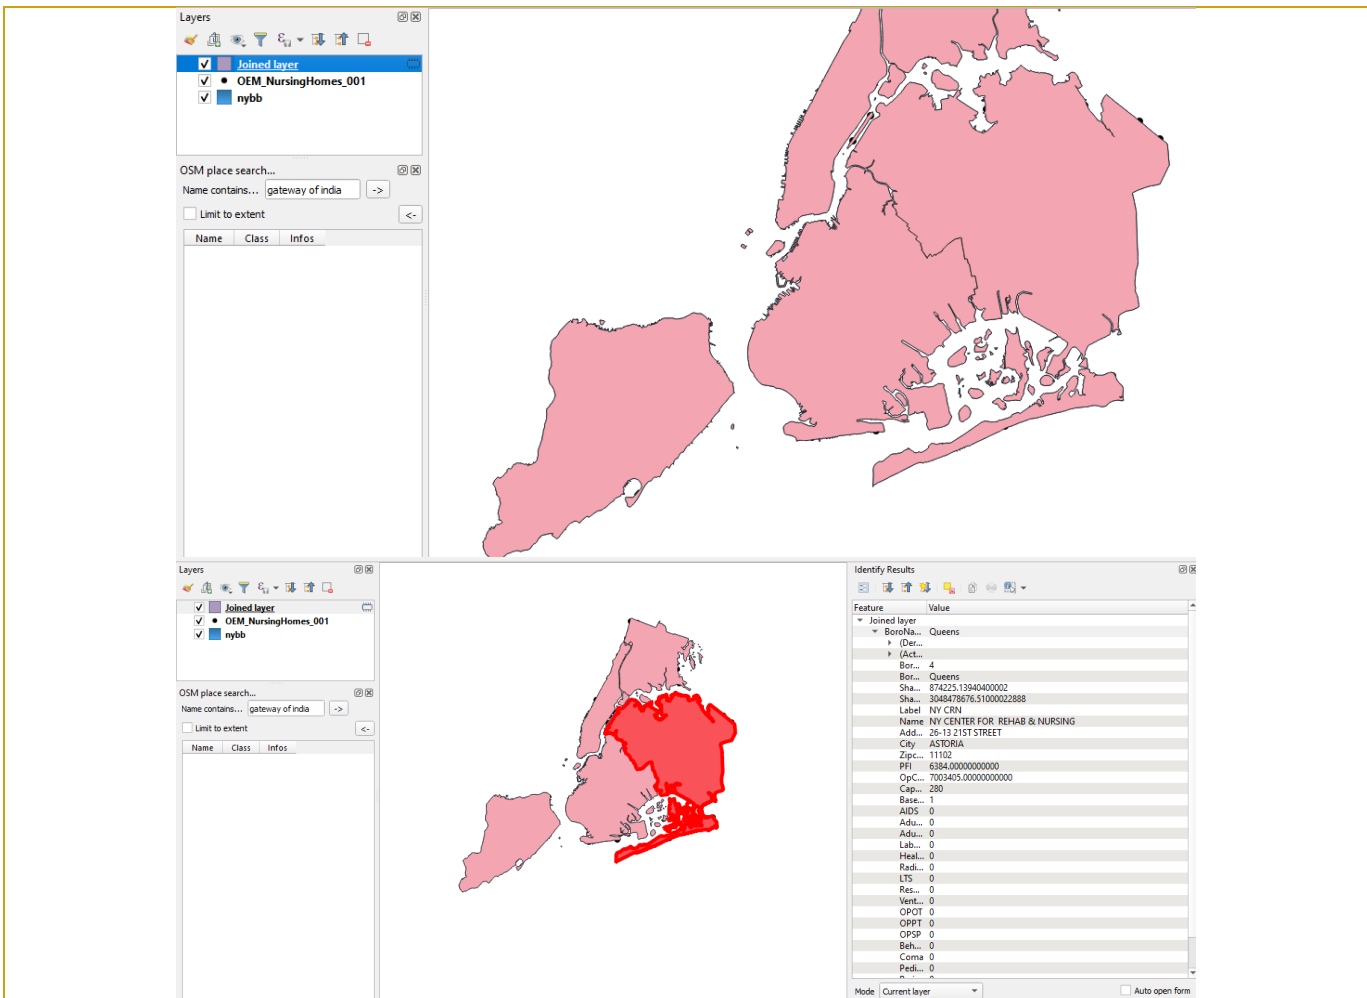 Layers
Joined layer
OEM_NursingHomes_001
nybb
OSM place search...
Name contains... gateway of india ->
Limit to extent <-
Name Class Infos
Layers
Joined layer
OEM_NursingHomes_001
nybb
OSM place search...
Name contains... gateway of india ->
Limit to extent <-
Name Class Infos
Identify Results
Feature Value
Joined layer
BoroNa... Queens
(Der...
(Act...
Bor... 4
Bor... Queens
Sha... 874225.13940400002
Sha... 3048478676.51000022888
Label NY CRN
Name NY CENTER FOR REHAB & NURSING
Add... 26-13 21ST STREET
City ASTORIA
Zipc... 11102
PFI 6384.00000000000
OpC... 7003405.00000000000
Cap... 280
Base... 1
AIDS 0
Adu... 0
Adu... 0
Lab... 0
Heal... 0
Radi... 0
LTS 0
Res... 0
Vent... 0
OPOT 0
OPPT 0
OPSP 0
Beh... 0
Coma 0
Pedi... 0
Mode Current layer Auto open form